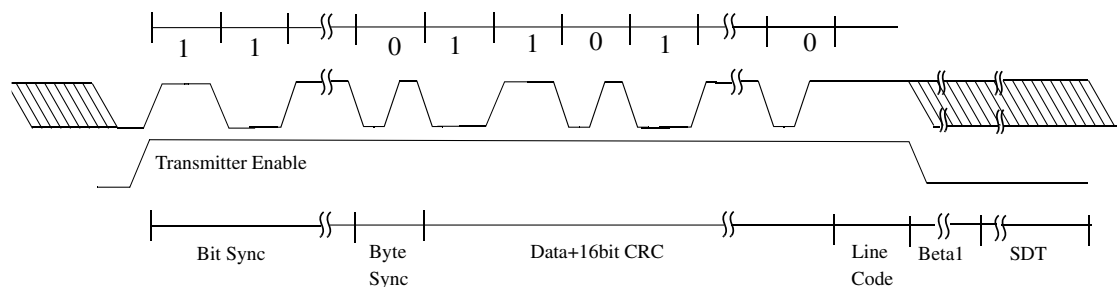 1 1 0 1 1 0 1 0
Transmitter Enable
Bit Sync Byte Sync Data+16bit CRC Line Code Beta1 SDT